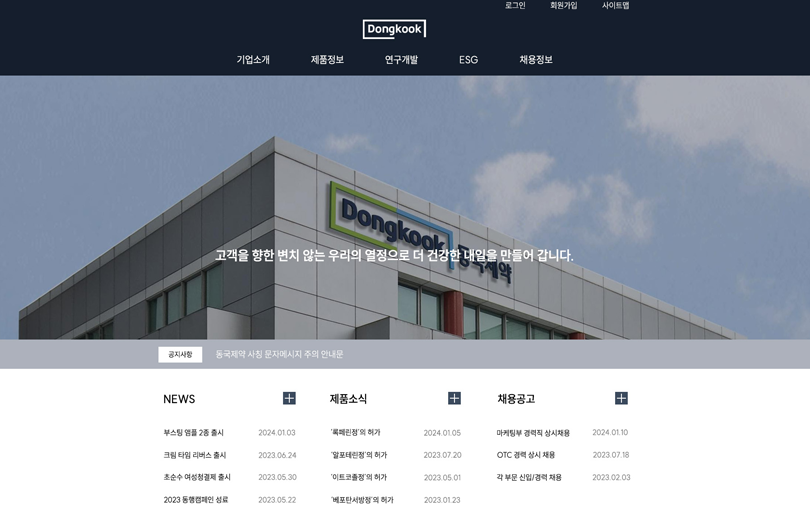 로그인 회원가입 사이트맵
Dongkook
기업소개 제품정보 연구개발 ESG 채용정보
Dongkook
동국제약
고객을 향한 변치 않는 우리의 열정으로 더 건강한 내일을 만들어 갑니다.
공지사항 동국제약 사칭 문자메시지 주의 안내문
NEWS
부스팅 앰플 2종 출시 2024.01.03
크림 타임 리버스 출시 2023.06.24
초순수 여성청결제 출시 2023.05.30
2023 동행캠페인 성료 2023.05.22
제품소식
'록페린정'의 허가 2024.01.05
'알포테린정'의 허가 2023.07.20
'이트코졸정'의 허가 2023.05.01
'베포탄서방정'의 허가 2023.01.23
채용공고
마케팅부 경력직 상시채용 2024.01.10
OTC 경력 상시 채용 2023.07.18
각 부문 신입/경력 채용 2023.02.03